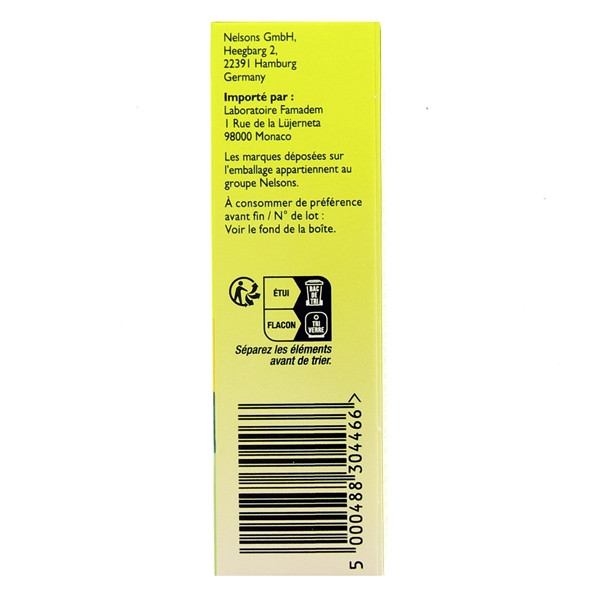 Nelsons GmbH,
Heegbarg 2,
22391 Hamburg
Germany
Importé par :
Laboratoire Famadem
1 Rue de la Lüjerneta
98000 Monaco
Les marques déposées sur
l'emballage appartiennent au
groupe Nelsons.
À consommer de préférence
avant fin / N° de lot :
Voir le fond de la boîte.
ÉTUI
BAC
DE
TRI
FLACON
TRI
VERRE
Séparez les éléments
avant de trier.
5 000488 304466 >